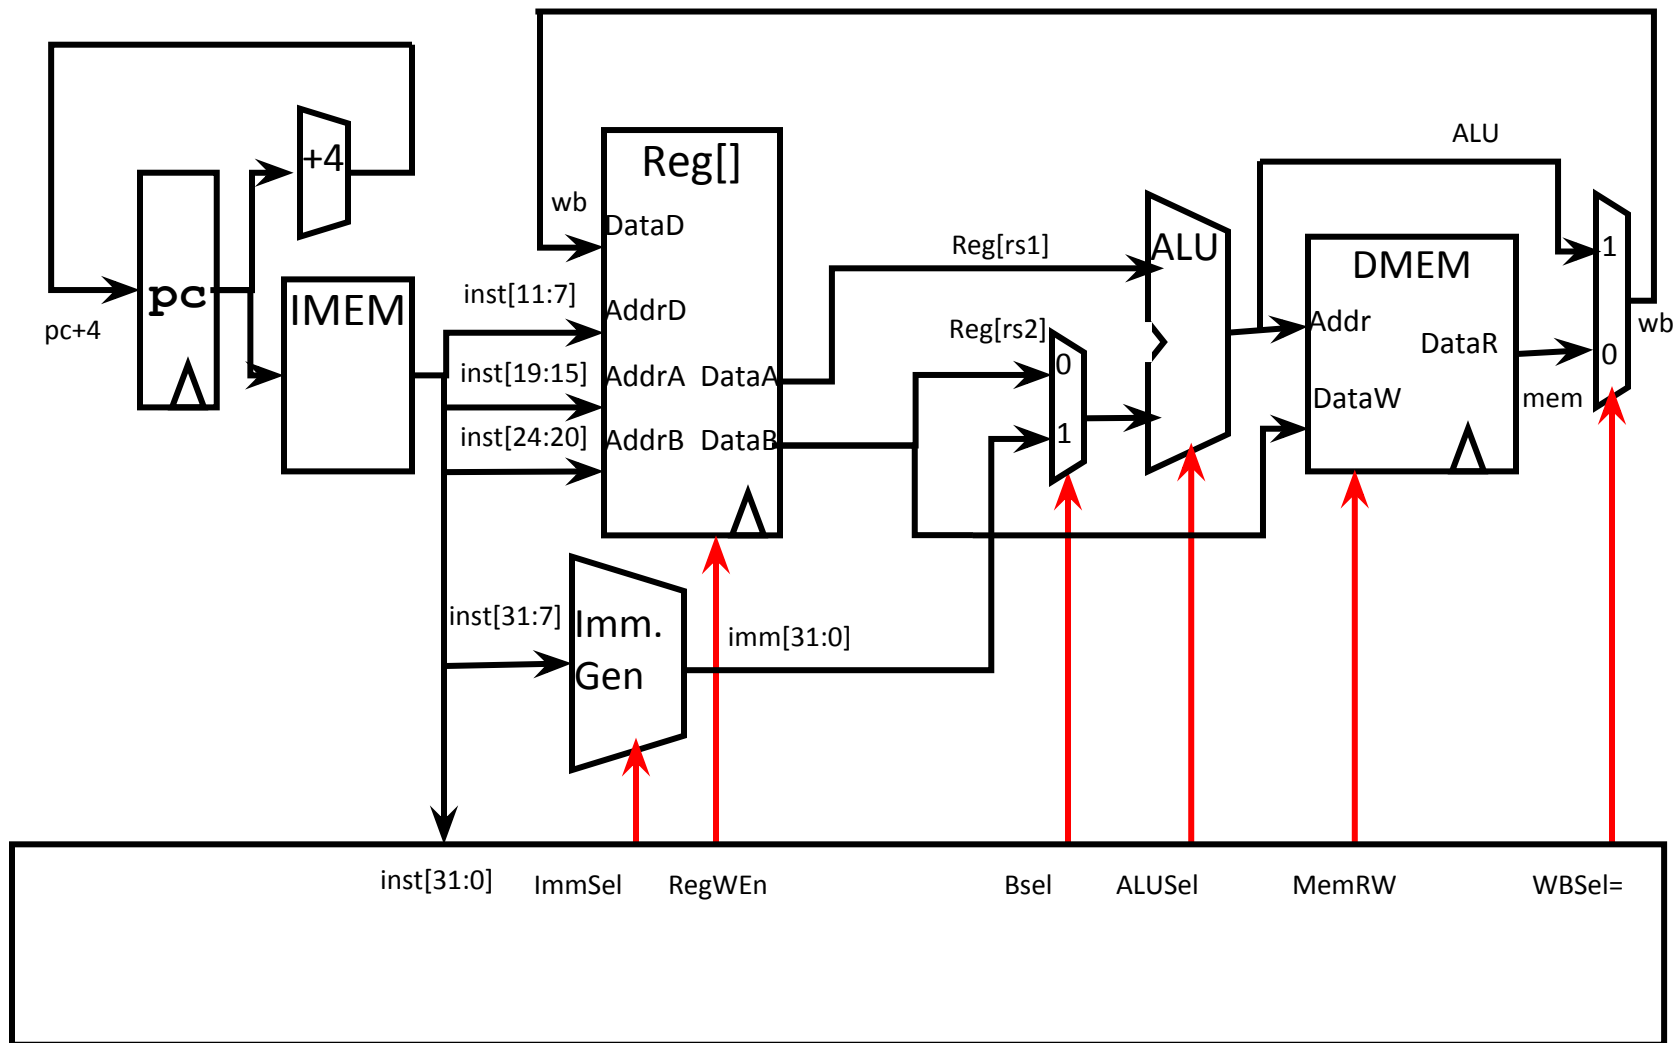 ALU
+4
Reg[]
wb
DataD
Reg[rs1]
ALU
1
DMEM
pc
IMEM
inst[11:7]
AddrD
pc+4
Reg[rs2]
Addr
wb
DataR
0
0
inst[19:15]
AddrA
DataA
mem
DataW
inst[24:20]
AddrB
DataB
1
inst[31:7]
Imm.
Gen
imm[31:0]
inst[31:0]
ImmSel
RegWEn
Bsel
ALUSel
MemRW
WBSel=